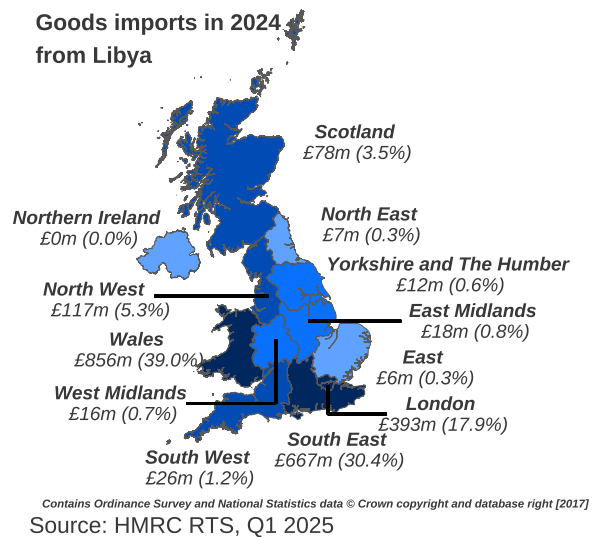 Goods imports in 2024
from Libya
Scotland
£78m (3.5%)
Northern Ireland
£0m (0.0%)
North East
£7m (0.3%)
Yorkshire and The Humber
£12m (0.6%)
North West
£117m (5.3%)
East Midlands
£18m (0.8%)
Wales
£856m (39.0%)
East
£6m (0.3%)
West Midlands
£16m (0.7%)
London
£393m (17.9%)
South East
£667m (30.4%)
South West
£26m (1.2%)
Contains Ordinance Survey and National Statistics data © Crown copyright and database right [2017]
Source: HMRC RTS, Q1 2025